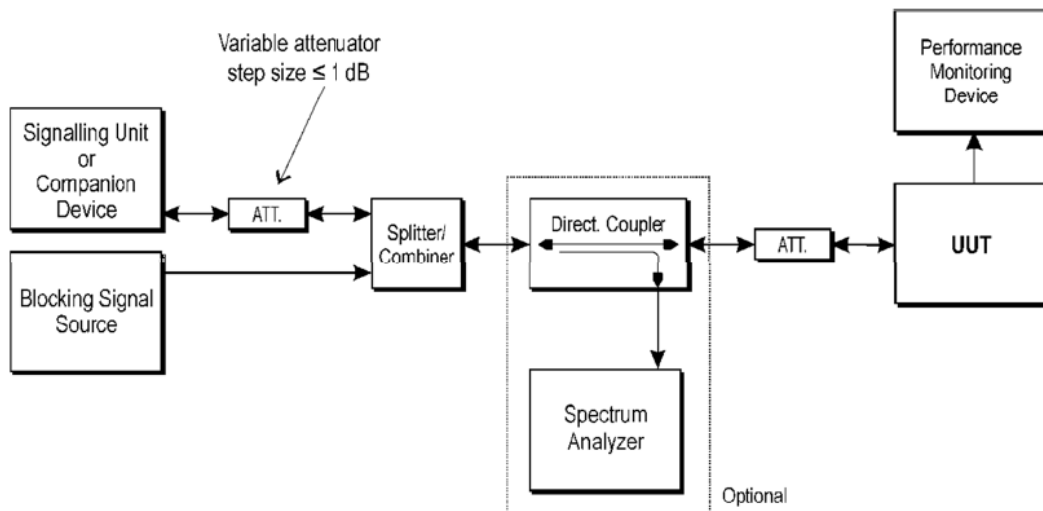 Variable attenuator
step size ≤ 1 dB
Signalling Unit
or
Companion
Device
ATT.
Blocking Signal
Source
Splitter/
Combiner
Direct. Coupler
Spectrum
Analyzer
Optional
ATT.
Performance
Monitoring
Device
UUT